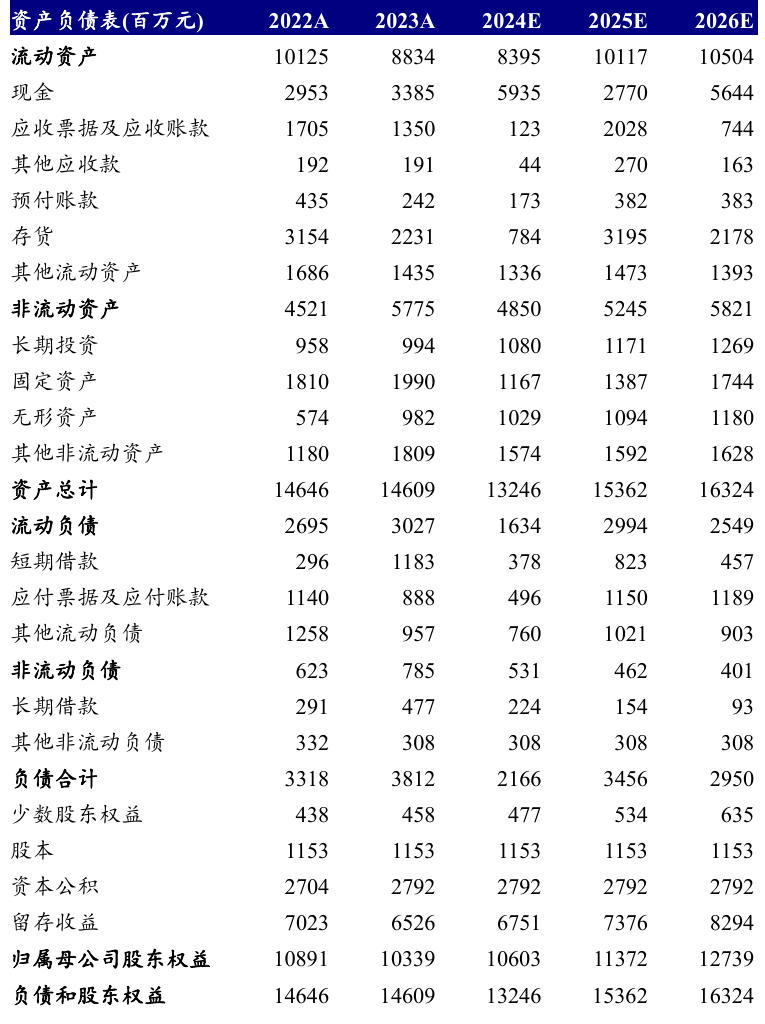 资产负债表(百万元) 2022A 2023A 2024E 2025E 2026E
流动资产 10125 8834 8395 10117 10504
现金 2953 3385 5935 2770 5644
应收票据及应收账款 1705 1350 123 2028 744
其他应收款 192 191 44 270 163
预付账款 435 242 173 382 383
存货 3154 2231 784 3195 2178
其他流动资产 1686 1435 1336 1473 1393
非流动资产 4521 5775 4850 5245 5821
长期投资 958 994 1080 1171 1269
固定资产 1810 1990 1167 1387 1744
无形资产 574 982 1029 1094 1180
其他非流动资产 1180 1809 1574 1592 1628
资产总计 14646 14609 13246 15362 16324
流动负债 2695 3027 1634 2994 2549
短期借款 296 1183 378 823 457
应付票据及应付账款 1140 888 496 1150 1189
其他流动负债 1258 957 760 1021 903
非流动负债 623 785 531 462 401
长期借款 291 477 224 154 93
其他非流动负债 332 308 308 308 308
负债合计 3318 3812 2166 3456 2950
少数股东权益 438 458 477 534 635
股本 1153 1153 1153 1153 1153
资本公积 2704 2792 2792 2792 2792
留存收益 7023 6526 6751 7376 8294
归属母公司股东权益 10891 10339 10603 11372 12739
负债和股东权益 14646 14609 13246 15362 16324